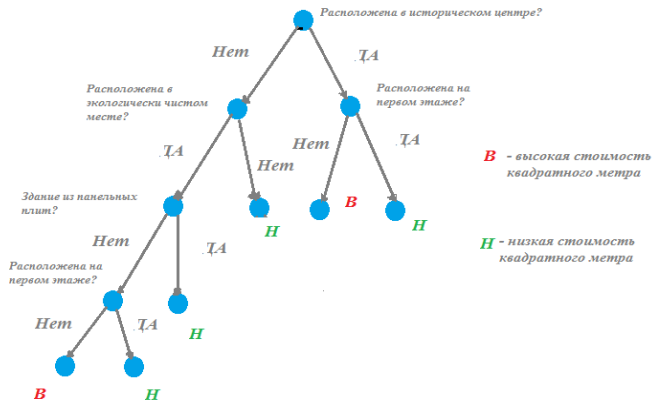 Расположена в историческом центре?
Нет
ДА
Расположена в
экологически чистом
месте?
Расположена на
первом этаже?
ДА
Нет
Нет
ДА
В - высокая стоимость
квадратного метра
Здание из панельных
плит?
Н
В
Н
Нет
ДА
Н - низкая стоимость
квадратного метра
Расположена на
первом этаже?
Нет
ДА
Н
В
Н